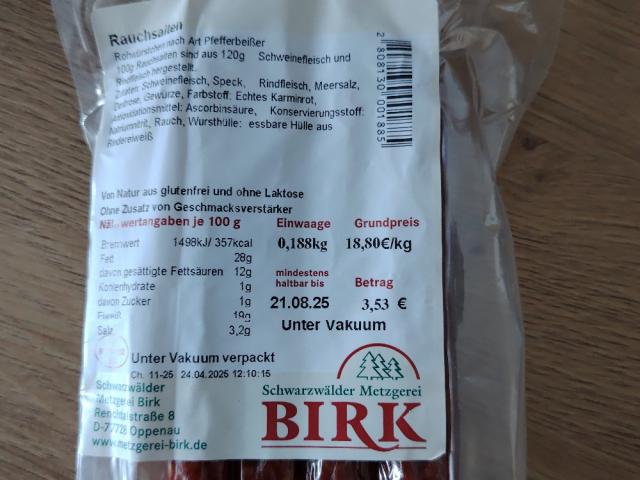 Rauchsaiten
Rohwürstchen nach Art Pfefferbeißer
100g Rauchsaiten sind aus 120g Schweinefleisch und
Rindfleisch hergestellt.
Zutaten: Schweinefleisch, Speck, Rindfleisch, Meersalz,
Dextrose, Gewürze, Farbstoff: Echtes Karminrot,
Antioxidationsmittel: Ascorbinsäure, Konservierungsstoff:
Natriumnitrit, Rauch, Wursthülle: essbare Hülle aus
Rindereiweiß
2 808130 001885
Von Natur aus glutenfrei und ohne Laktose
Ohne Zusatz von Geschmacksverstärker
Nährwertangaben je 100 g
Brennwert 1498kJ/ 357kcal
Fett 28g
davon gesättigte Fettsäuren 12g
Kohlenhydrate 1g
davon Zucker 1g
Eiweiß 19g
Salz 3,2g
Einwaage Grundpreis
0,188kg 18,80€/kg
mindestens
haltbar bis Betrag
21.08.25 3,53 €
Unter Vakuum
Unter Vakuum verpackt
Ch. 11-25 24.04.2025 12:10:15
Schwarzwälder
Metzgerei Birk
Renchtalstraße 8
D-77728 Oppenau
www.metzgerei-birk.de
Schwarzwälder Metzgerei
BIRK